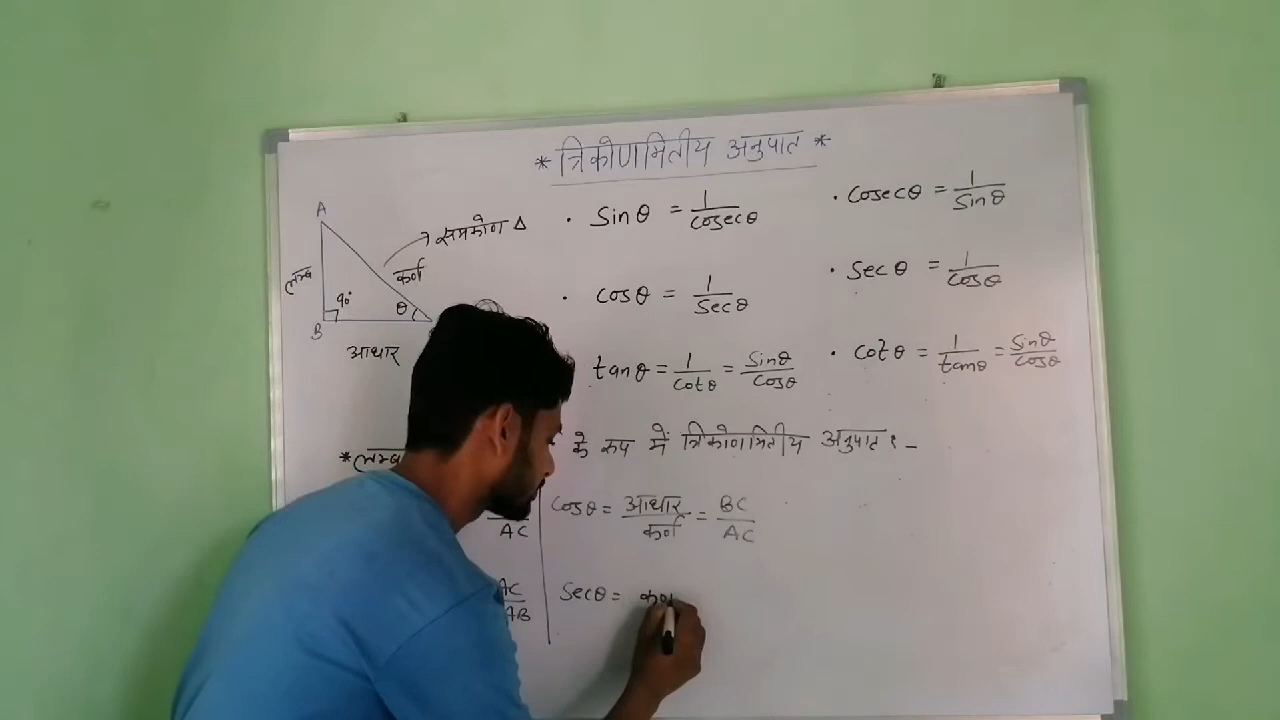 * त्रिकोणमितीय अनुपात *
A
समकोण Δ
लम्ब
कर्ण
90°
θ
B
आधार
· sinθ = 1/cosecθ
· cosecθ = 1/sinθ
· cosθ = 1/secθ
· secθ = 1/cosθ
tanθ = 1/cotθ = sinθ/cosθ
· cotθ = 1/tanθ = sinθ/cosθ
*लम्ब
के रुप में त्रिकोणमितीय अनुपात :-
AC
cosθ = आधार/कर्ण = BC/AC
AC/AB
secθ = कर्ण